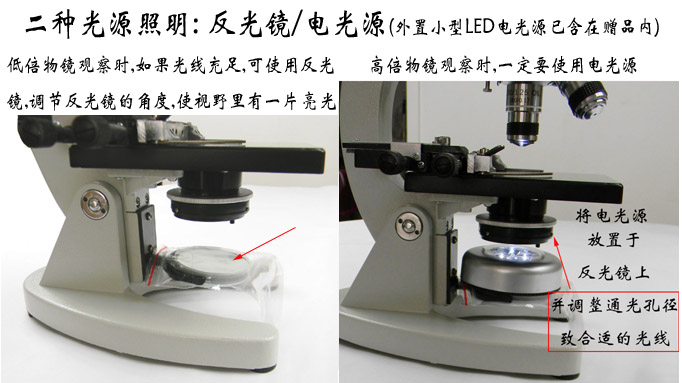 二种光源照明: 反光镜/电光源(外置小型LED电光源已含在赠品内)
低倍物镜观察时,如果光线充足,可使用反光
镜,调节反光镜的角度,使视野里有一片亮光
高倍物镜观察时,一定要使用电光源
将电光源
放置于
反光镜上
并调整通光孔径
致合适的光线